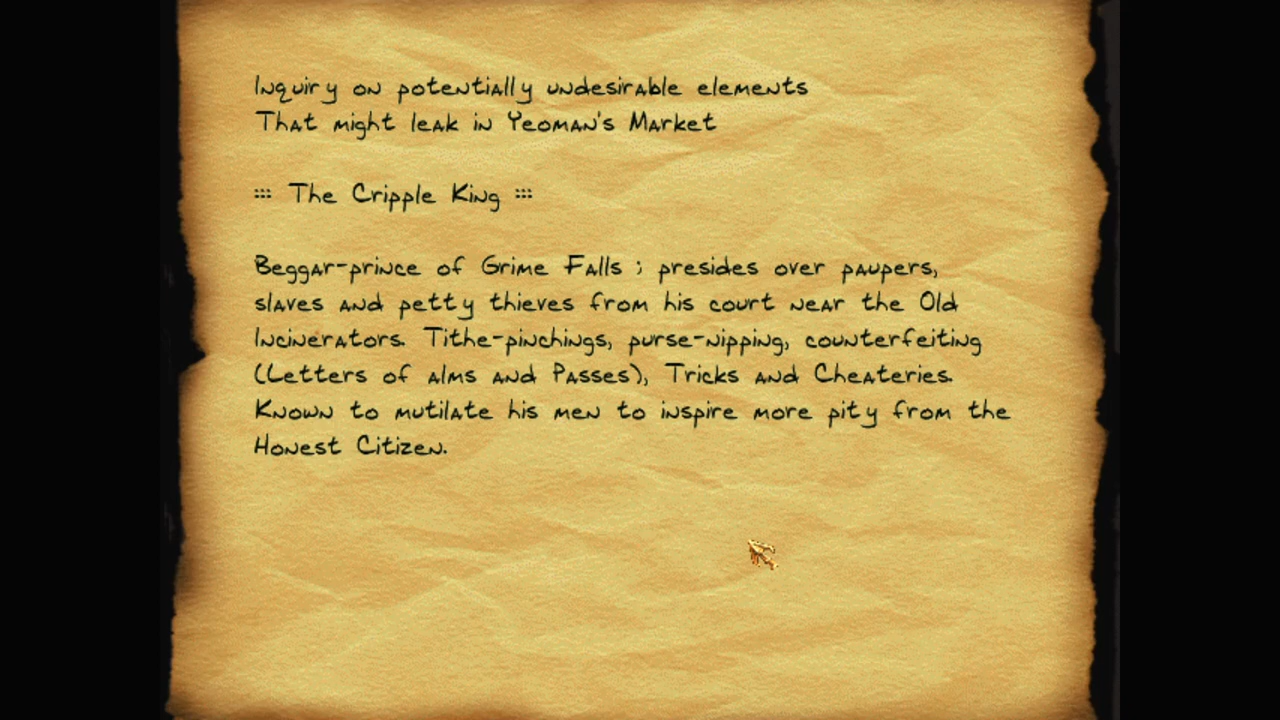 Inquiry on potentially undesirable elements
That might leak in Yeoman's Market
::: The Cripple King :::
Beggar-prince of Grime Falls ; presides over paupers,
slaves and petty thieves from his court near the Old
Incinerators. Tithe-pinchings, purse-nipping, counterfeiting
(Letters of alms and Passes), Tricks and Cheateries.
Known to mutilate his men to inspire more pity from the
Honest Citizen.